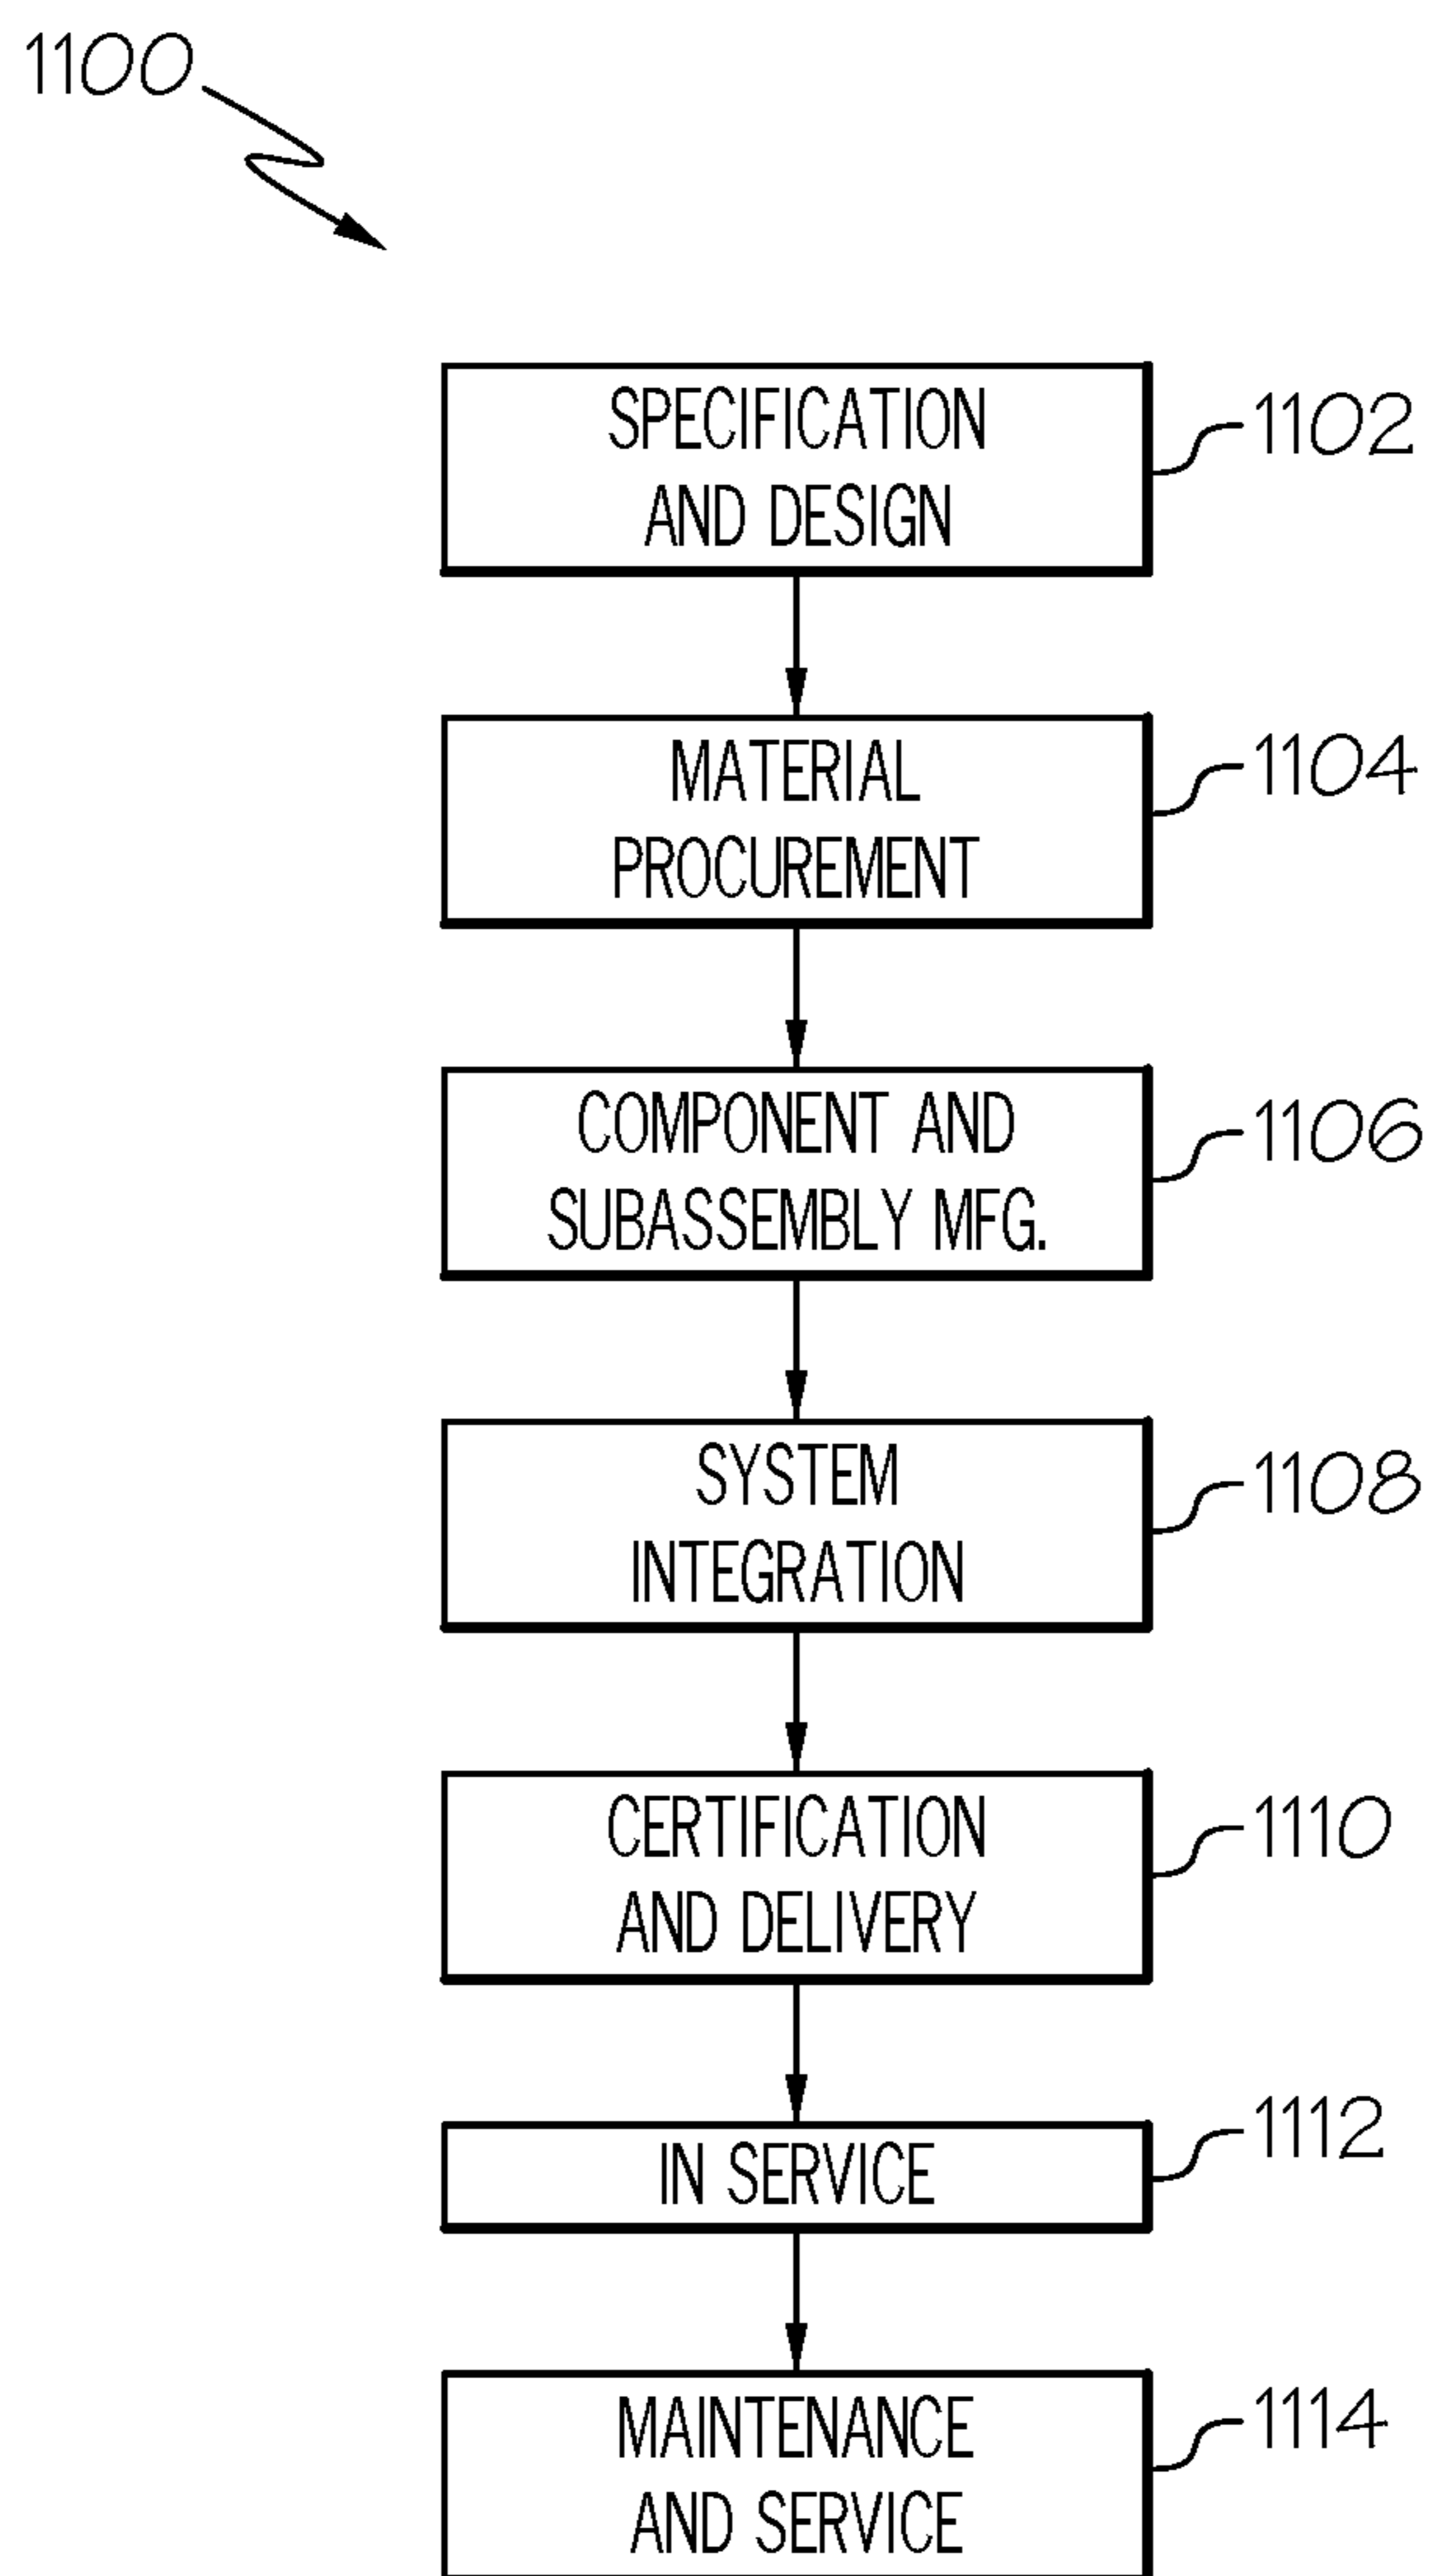 1100
SPECIFICATION
AND DESIGN
1102
MATERIAL
PROCUREMENT
1104
COMPONENT AND
SUBASSEMBLY MFG.
1106
SYSTEM
INTEGRATION
1108
CERTIFICATION
AND DELIVERY
1110
IN SERVICE
1112
MAINTENANCE
AND SERVICE
1114